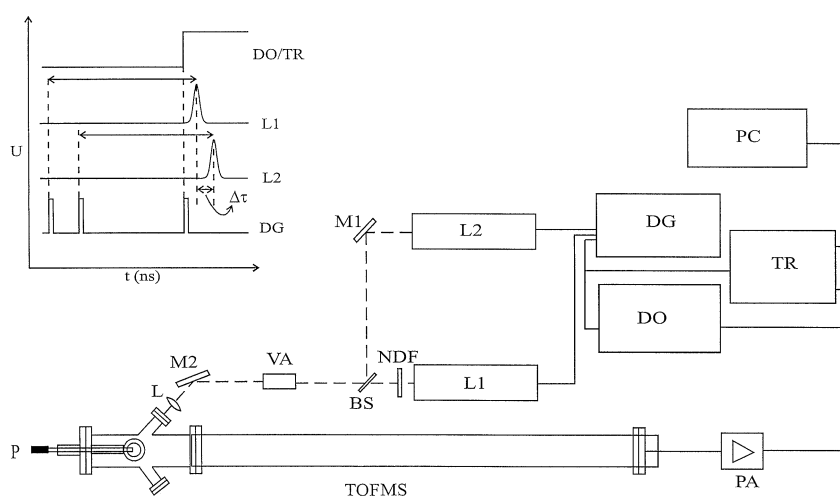 DO/TR
L1
U
L2
Δτ
DG
t (ns)
PC
M1
L2
DG
TR
DO
M2
VA
NDF
L
BS
L1
P
TOFMS
PA